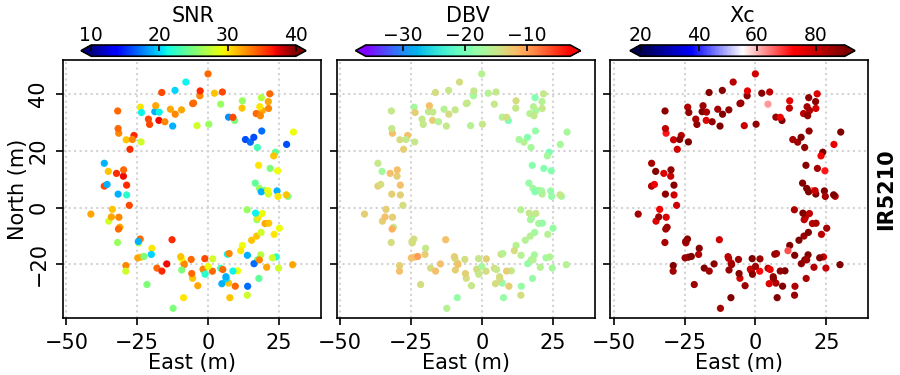 SNR DBV Xc
10 20 30 40 −30 −20 −10 20 40 60 80
40
20
0
−20
North (m)
−50 −25 0 25 −50 −25 0 25 −50 −25 0 25
East (m) East (m) East (m)
IR5210